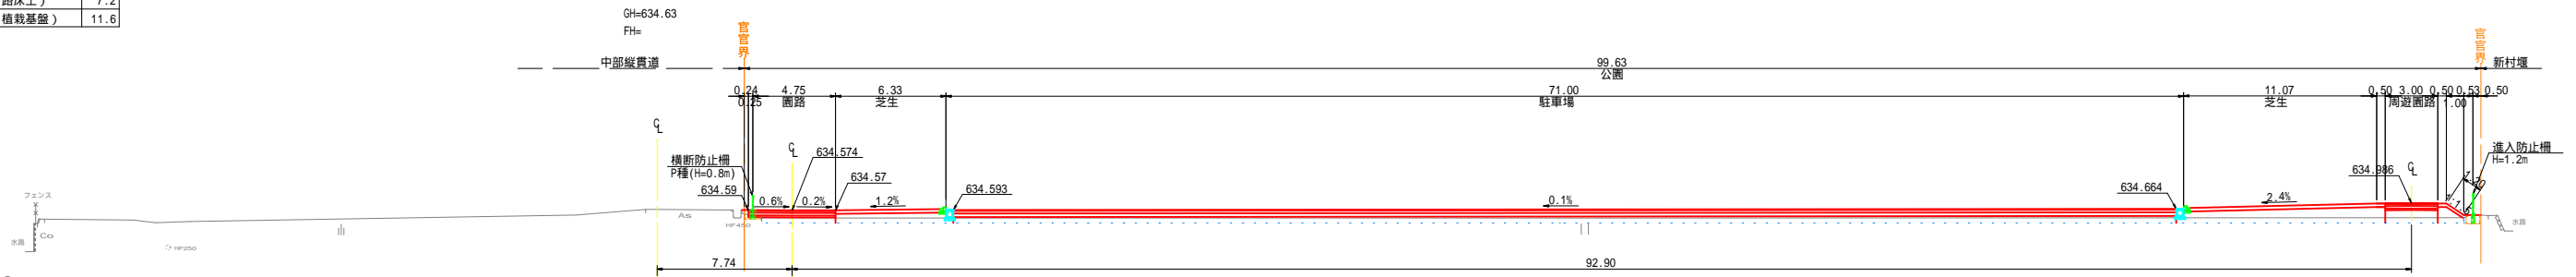 路床土) 7.2
植栽基盤) 11.6
GH=634.63
FH=
官官界
官官界
中部縦貫道
99.63
新村堰
公園
0.24 4.75 6.33 71.00 11.07 0.50 3.00 0.50 0.53 0.50
0.25 園路 芝生 駐車場 芝生 周遊園路 1.00
CL
CL
634.574
横断防止柵
P種(H=0.8m)
634.57
634.59
634.593
634.664
634.986
CL
進入防止柵
H=1.2m
0.6% 0.2% 1.2% 0.1% 2.4%
フェンス
As
Co
水路
HP250
HP450
水路
7.74 92.90